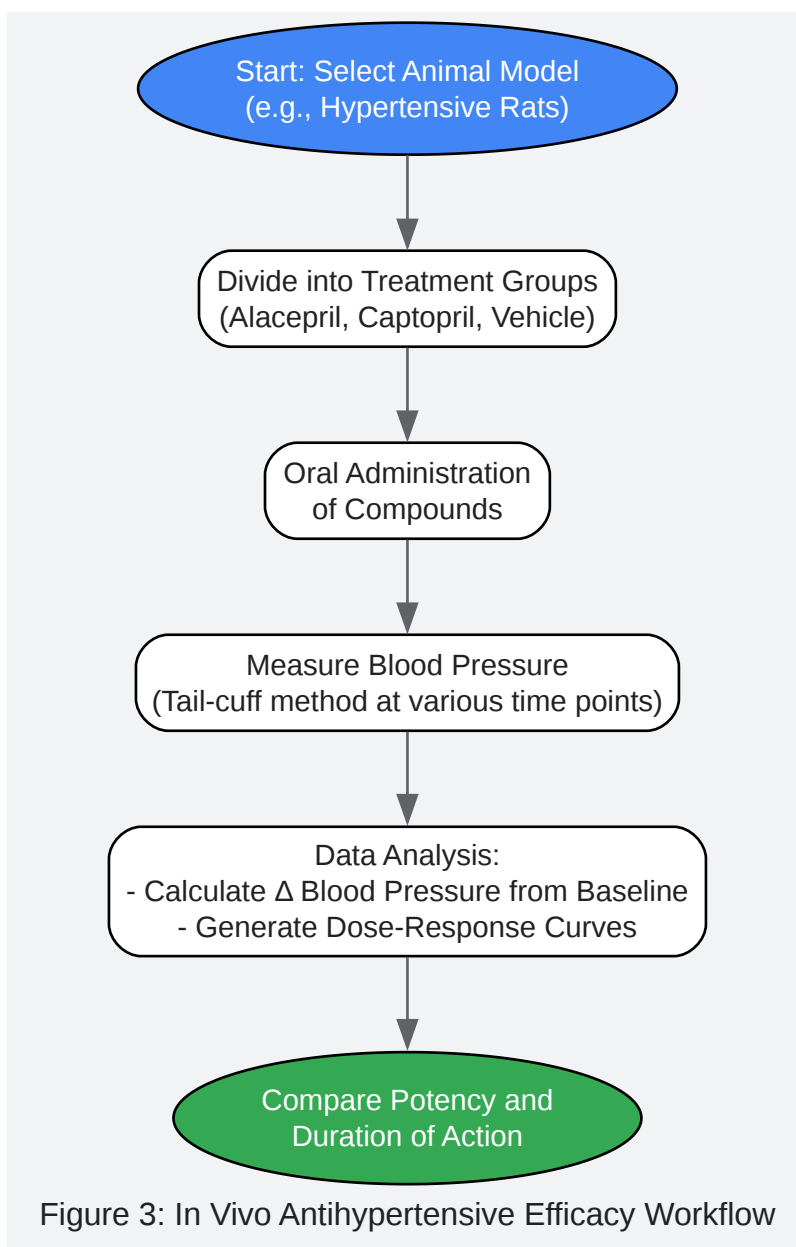 Start: Select Animal Model
(e.g., Hypertensive Rats)
Divide into Treatment Groups
(Alacepril, Captopril, Vehicle)
Oral Administration
of Compounds
Measure Blood Pressure
(Tail-cuff method at various time points)
Data Analysis:
- Calculate Δ Blood Pressure from Baseline
- Generate Dose-Response Curves
Compare Potency and
Duration of Action
Figure 3: In Vivo Antihypertensive Efficacy Workflow